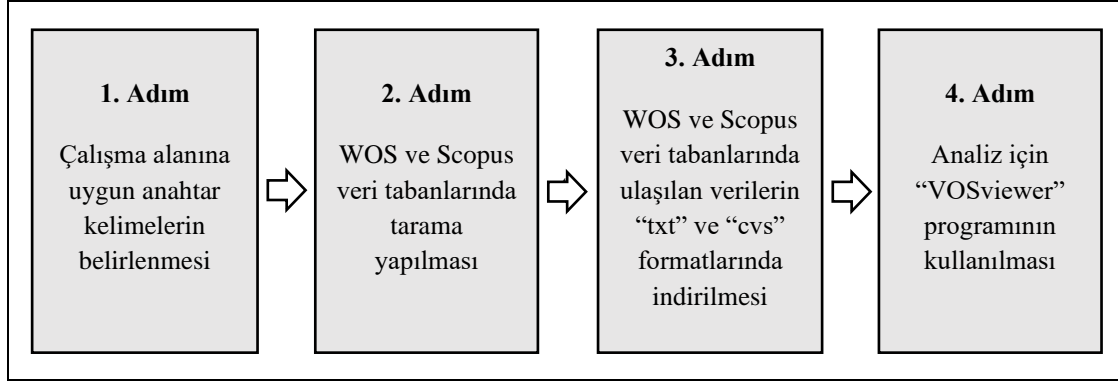 1. Adım
Çalışma alanına
uygun anahtar
kelimelerin
belirlenmesi
2. Adım
WOS ve Scopus
veri tabanlarında
tarama
yapılması
3. Adım
WOS ve Scopus
veri tabanlarında
ulaşılan verilerin
“txt” ve “cvs”
formatlarında
indirilmesi
4. Adım
Analiz için
“VOSviewer”
programının
kullanılması